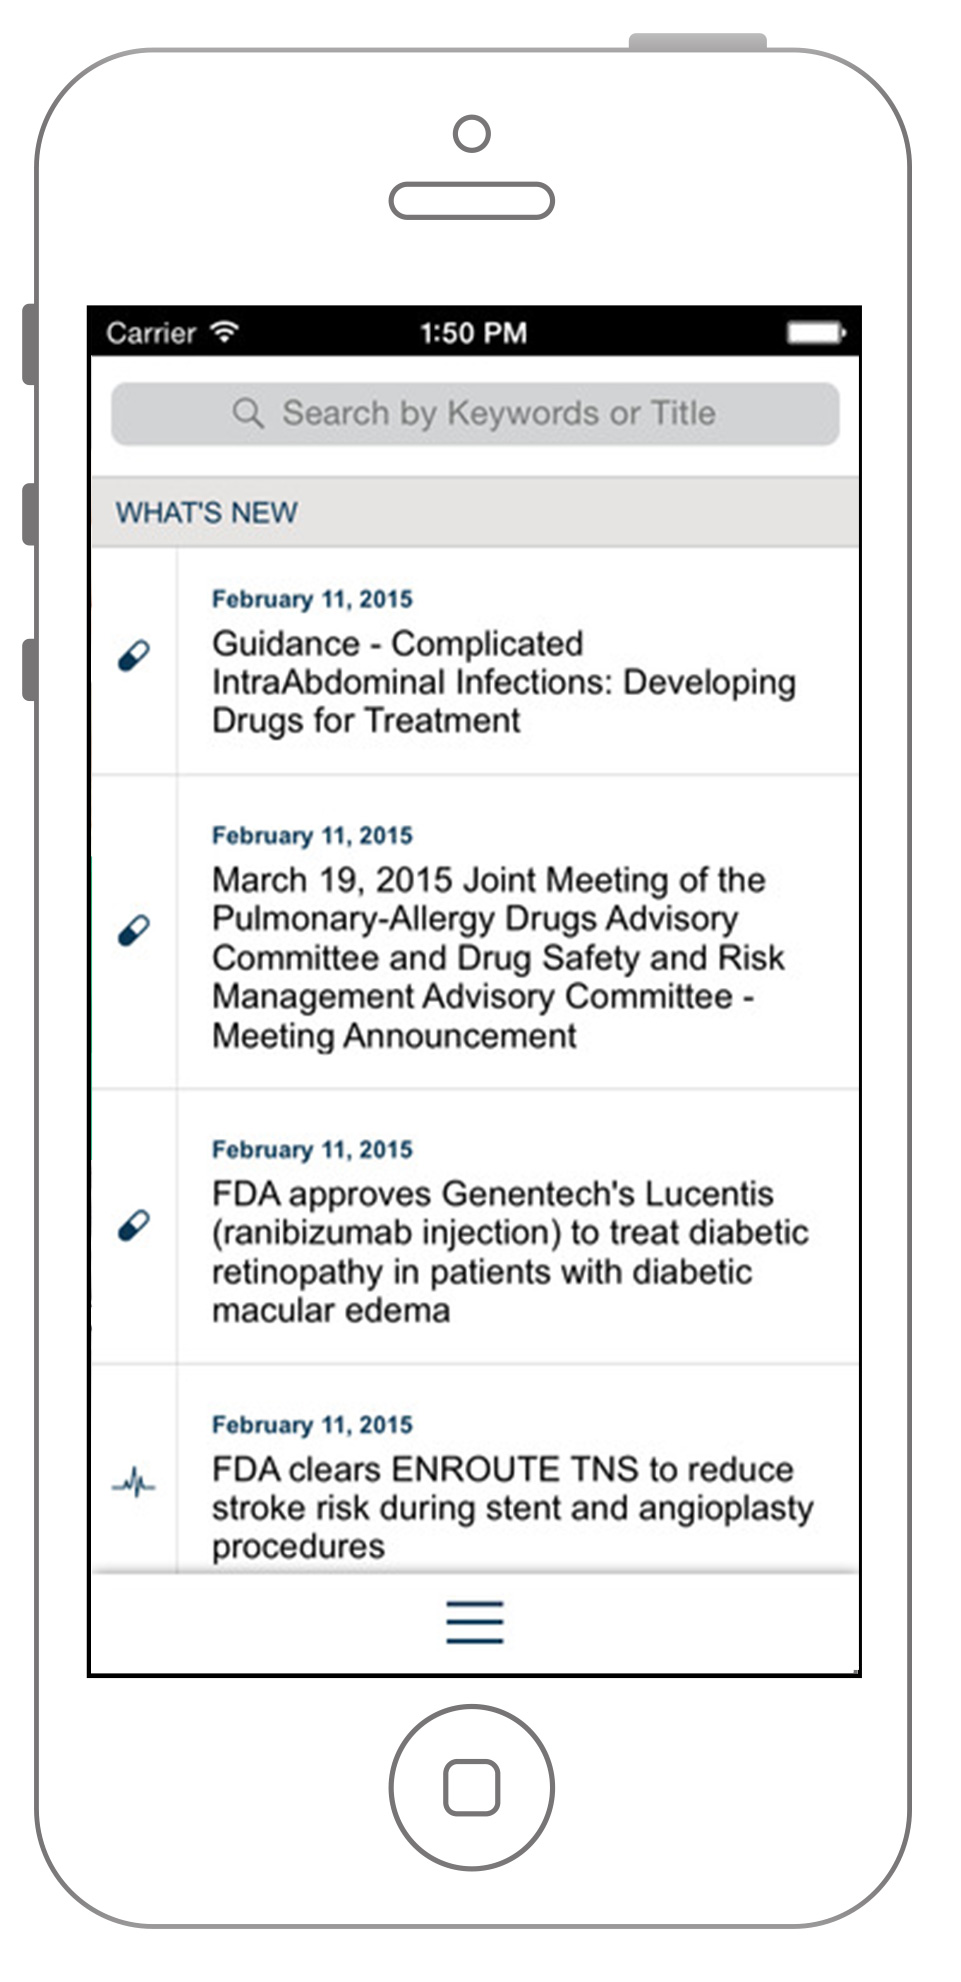 Carrier 1:50 PM
Search by Keywords or Title
WHAT'S NEW
February 11, 2015
Guidance - Complicated
IntraAbdominal Infections: Developing
Drugs for Treatment
February 11, 2015
March 19, 2015 Joint Meeting of the
Pulmonary-Allergy Drugs Advisory
Committee and Drug Safety and Risk
Management Advisory Committee -
Meeting Announcement
February 11, 2015
FDA approves Genentech's Lucentis
(ranibizumab injection) to treat diabetic
retinopathy in patients with diabetic
macular edema
February 11, 2015
FDA clears ENROUTE TNS to reduce
stroke risk during stent and angioplasty
procedures